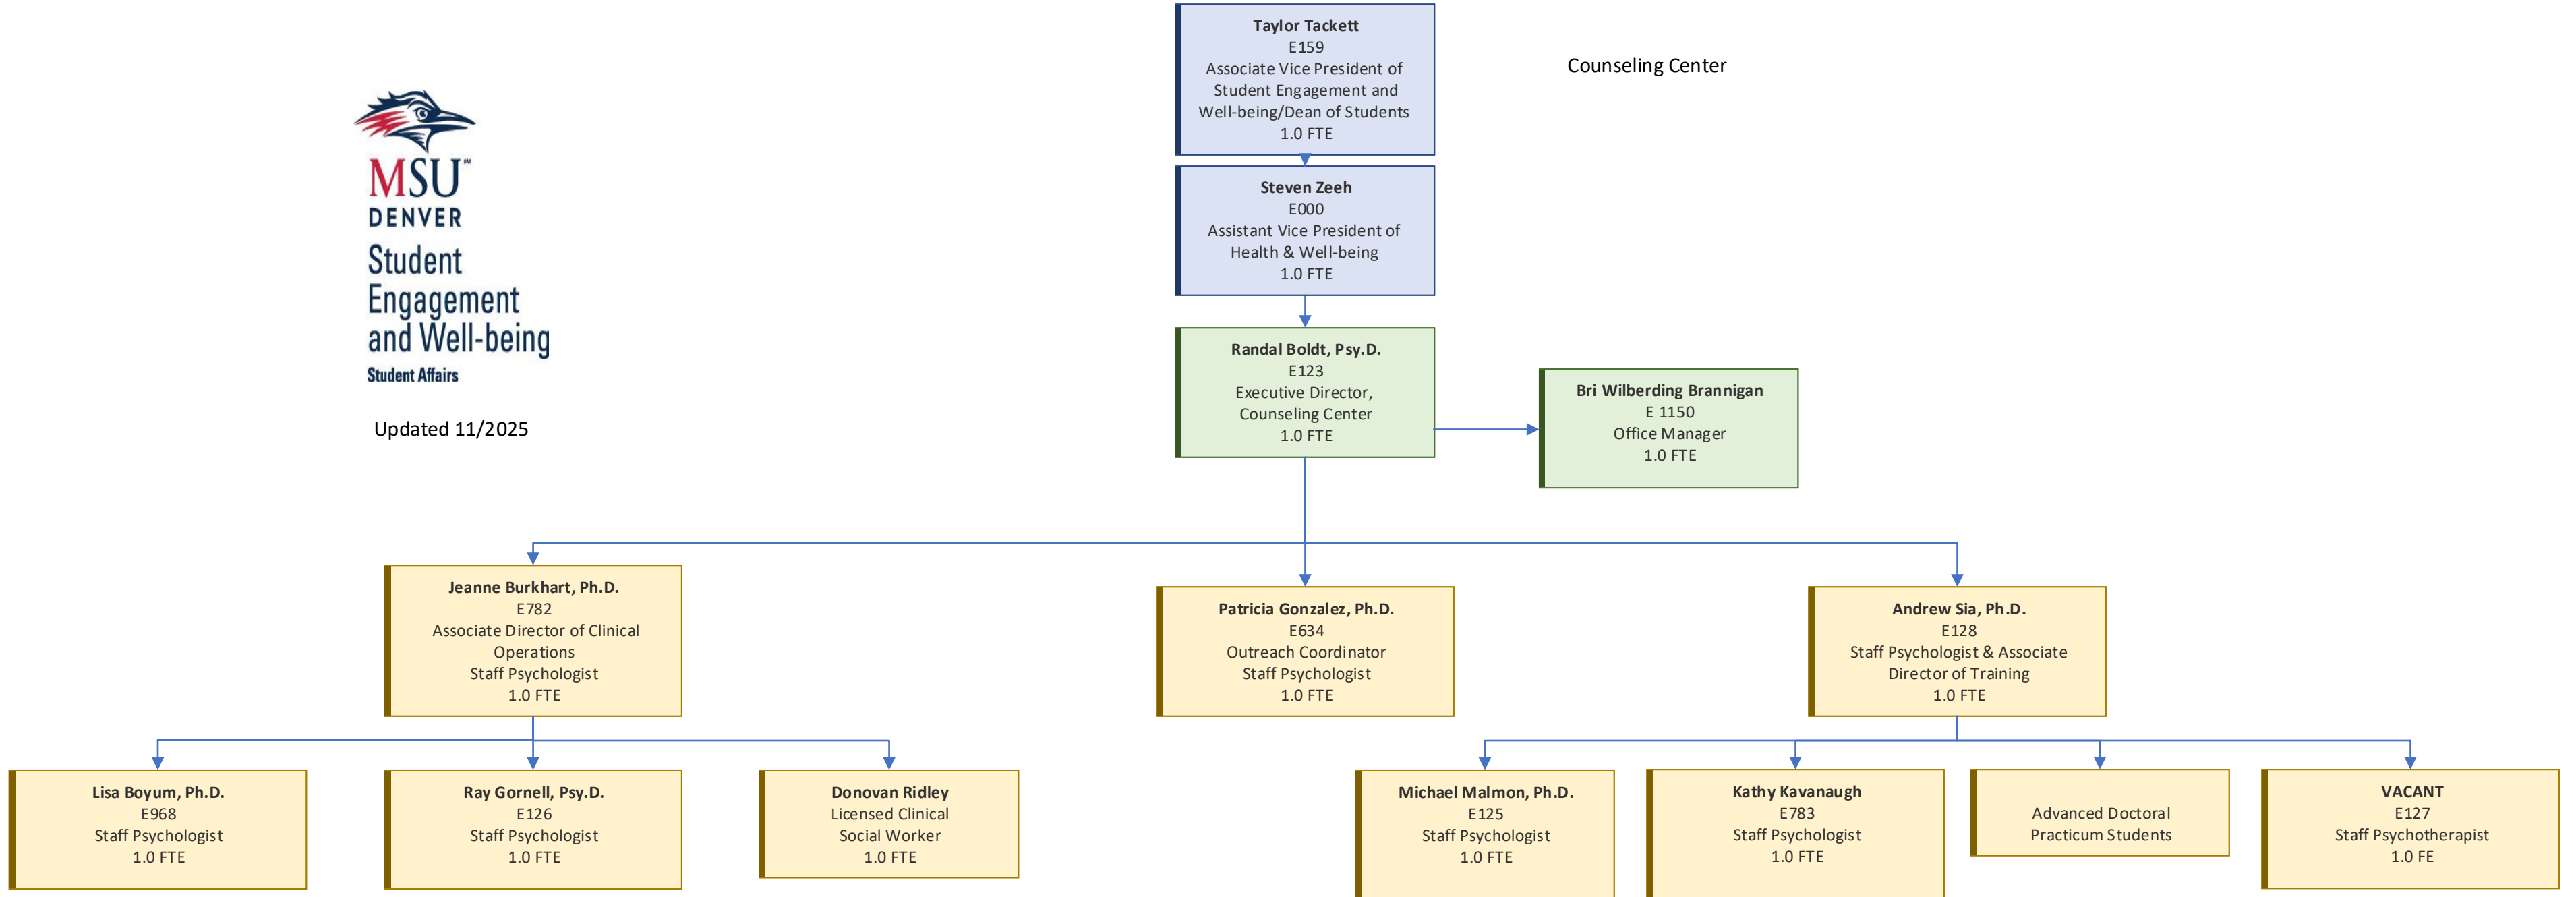 Taylor Tackett
E159
Associate Vice President of
Student Engagement and
Well-being/Dean of Students
1.0 FTE
Counseling Center
MSU℠
DENVER
Student
Engagement
and Well-being
Student Affairs
Updated 11/2025
Steven Zeeh
E000
Assistant Vice President of
Health & Well-being
1.0 FTE
Randal Boldt, Psy.D.
E123
Executive Director,
Counseling Center
1.0 FTE
Bri Wilberding Brannigan
E 1150
Office Manager
1.0 FTE
Jeanne Burkhart, Ph.D.
E782
Associate Director of Clinical
Operations
Staff Psychologist
1.0 FTE
Patricia Gonzalez, Ph.D.
E634
Outreach Coordinator
Staff Psychologist
1.0 FTE
Andrew Sia, Ph.D.
E128
Staff Psychologist & Associate
Director of Training
1.0 FTE
Lisa Boyum, Ph.D.
E968
Staff Psychologist
1.0 FTE
Ray Gornell, Psy.D.
E126
Staff Psychologist
1.0 FTE
Donovan Ridley
Licensed Clinical
Social Worker
1.0 FTE
Michael Malmon, Ph.D.
E125
Staff Psychologist
1.0 FTE
Kathy Kavanaugh
E783
Staff Psychologist
1.0 FTE
Advanced Doctoral
Practicum Students
VACANT
E127
Staff Psychotherapist
1.0 FE